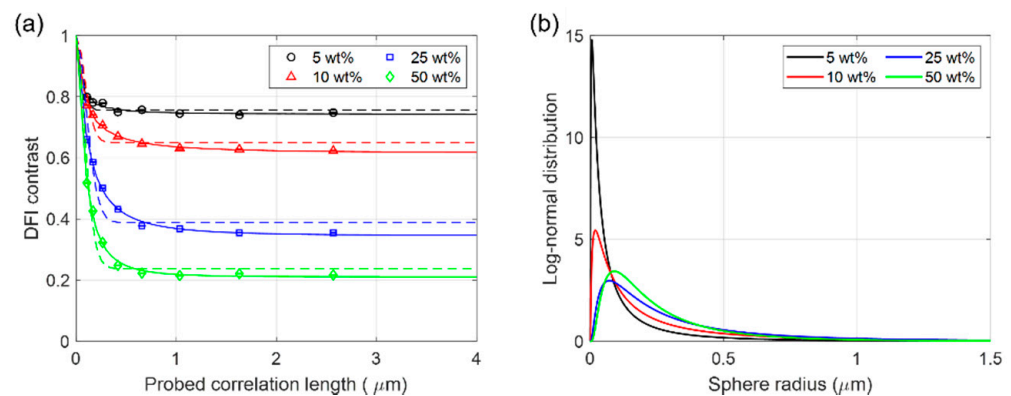 (a)
1
0.8
0.6
0.4
0.2
0
0 1 2 3 4
DFI contrast
Probed correlation length ( μm)
5 wt% 25 wt%
10 wt% 50 wt%
(b)
15
10
5
0
0 0.5 1 1.5
Log-normal distribution
Sphere radius (μm)
5 wt% 25 wt%
10 wt% 50 wt%